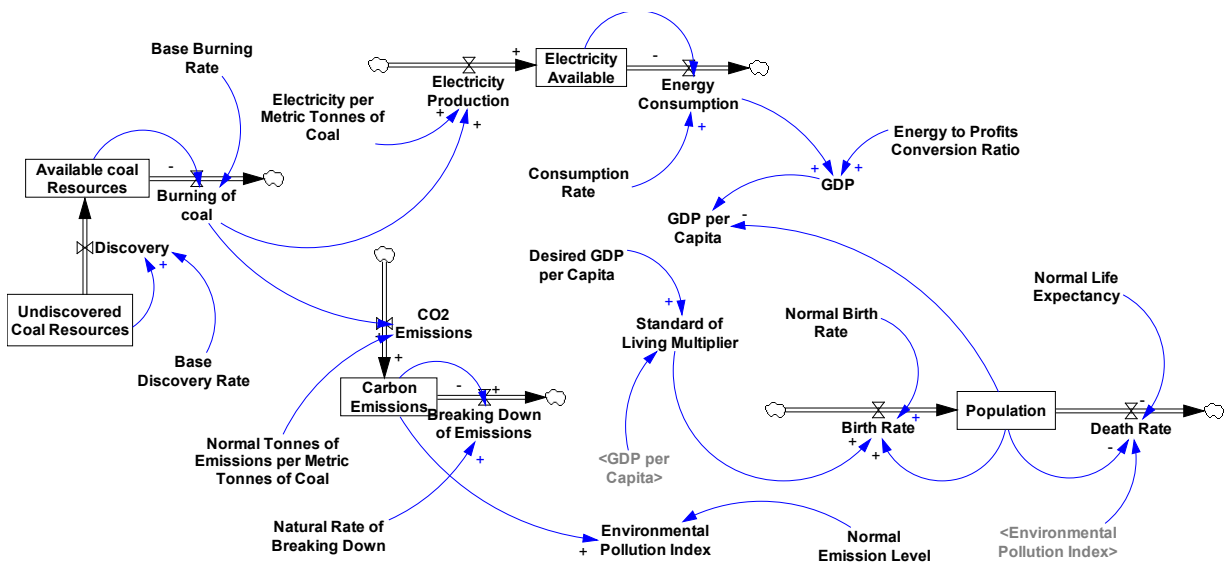 Base Burning
Rate
Electricity
Available
Electricity
Production
Energy
Consumption
Electricity per
Metric Tonnes of
Coal
Energy to Profits
Conversion Ratio
Available coal
Resources
Burning of
coal
Consumption
Rate
GDP
GDP per
Capita
Discovery
Desired GDP
per Capita
Normal Life
Expectancy
Undiscovered
Coal Resources
CO2
Emissions
Standard of
Living Multiplier
Normal Birth
Rate
Base
Discovery Rate
Carbon
Emissions
Breaking Down
of Emissions
Population
Birth Rate
Death Rate
Normal Tonnes of
Emissions per Metric
Tonnes of Coal
<GDP per
Capita>
Natural Rate of
Breaking Down
Environmental
Pollution Index
Normal
Emission Level
<Environmental
Pollution Index>